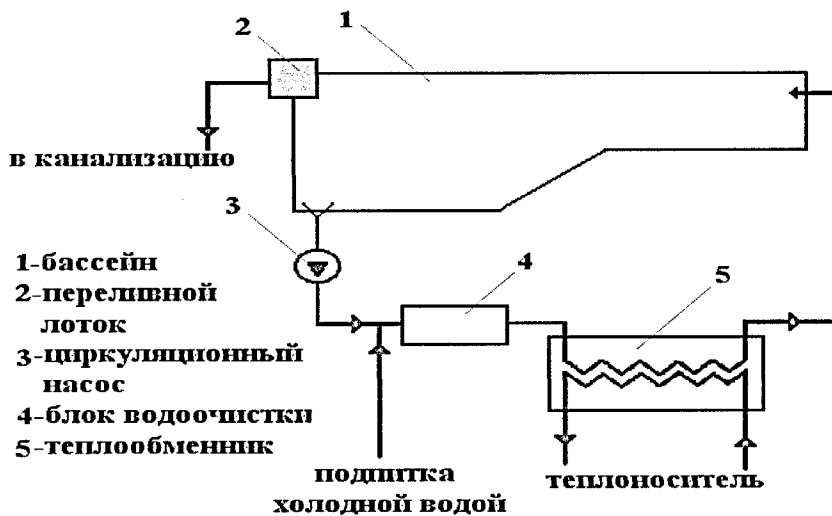 2
1
в канализацию
3
4
5
1-бассейн
2-переливной
лоток
3-циркуляционный
насос
4-блок водоочистки
5-теплообменник
подпитка
холодной водой
теплоноситель